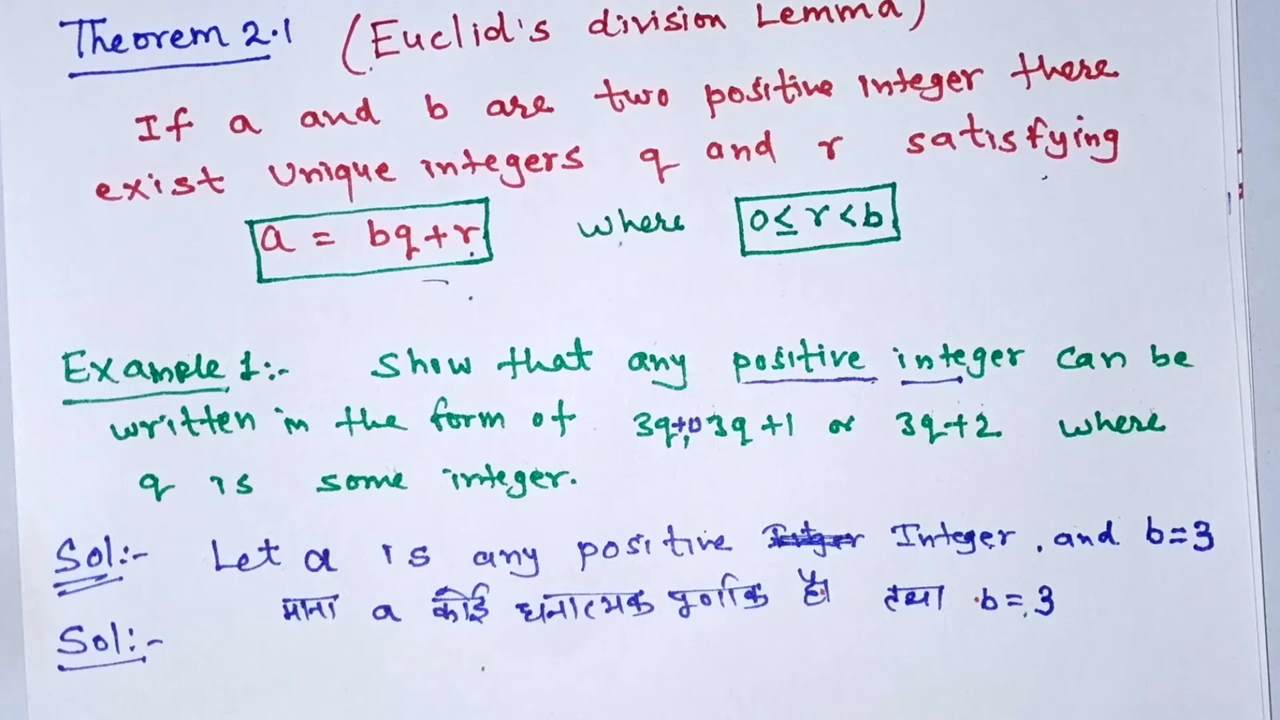 Theorem 2.1 (Euclid's division Lemma)
If a and b are two positive integer there
exist unique integers q and r satisfying
a = bq+r where 0≤r<b
Example 1:- Show that any positive integer can be
written in the form of 3q+0, 3q+1 or 3q+2 where
q is some integer.
Sol:- Let a is any positive Integer, and b=3
माना a कोई धनात्मक पूर्णांक है। तथा b=3
Sol:-